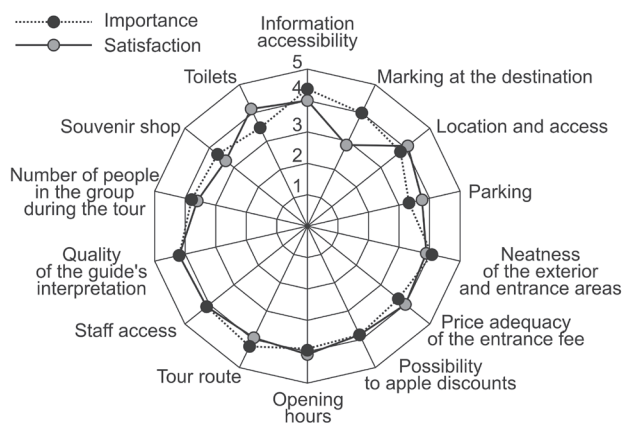 Importance
Satisfaction
Information
accessibility
5
4
3
2
1
Marking at the destination
Location and access
Parking
Neatness
of the exterior
and entrance areas
Price adequacy
of the entrance fee
Possibility
to apple discounts
Opening
hours
Tour route
Staff access
Quality
of the guide's
interpretation
Number of people
in the group
during the tour
Souvenir shop
Toilets